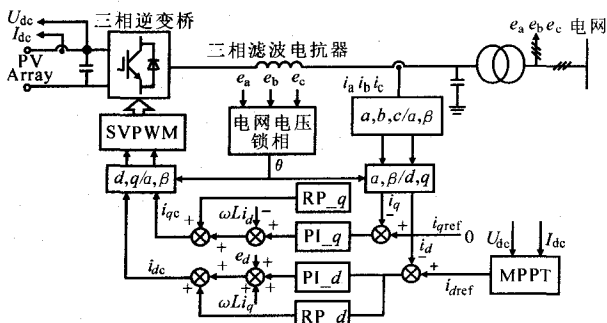 U_dc
I_dc
三相逆变桥
PV
Array
三相滤波电抗器
e_a e_b e_c
i_a i_b i_c
e_a e_b e_c 电网
SVPWM
电网电压
锁相
a,b,c/a,β
θ
d,q/a,β
a,β/d,q
RP_q
i_qc
+ + +
ωLi_d −
+
PI_q
i_q
−
+
i_qref
0
i_d
U_dc
I_dc
i_dc
e_d
+
+ + +
+
PI_d
−
+
i_dref
MPPT
ωLi_q +
RP_d